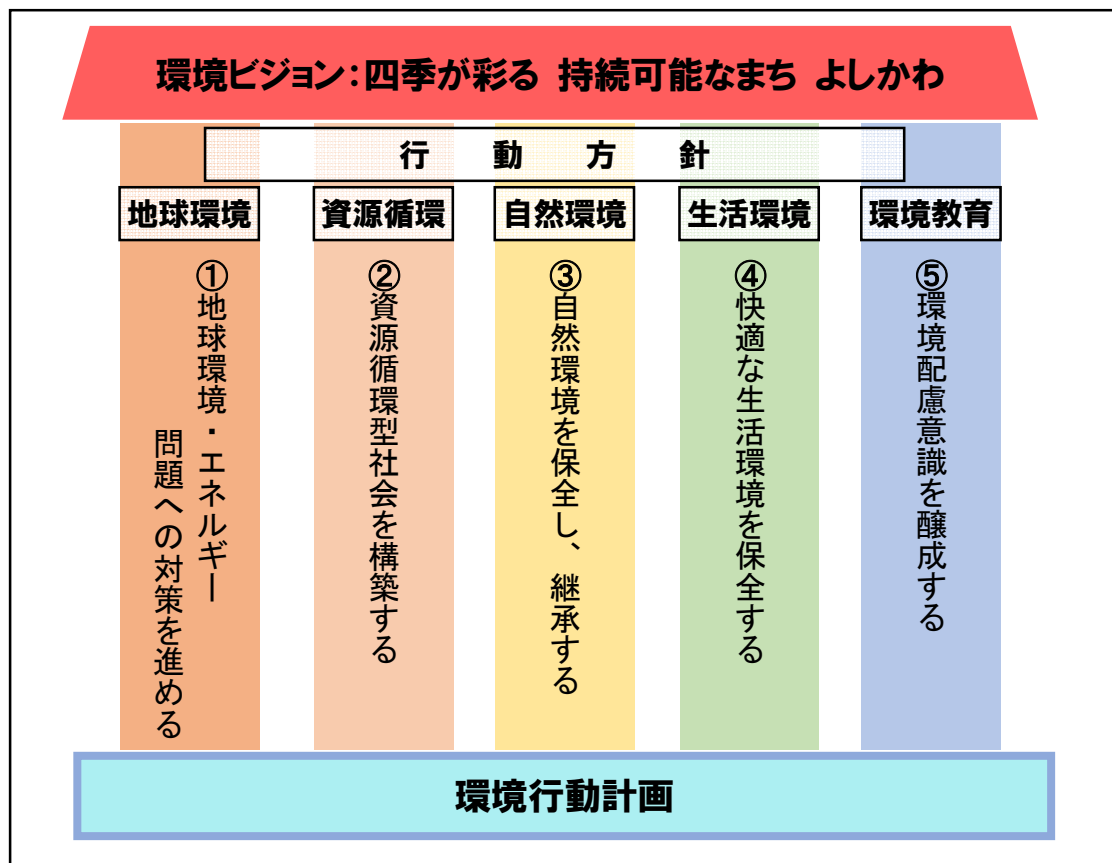 環境ビジョン：四季が彩る 持続可能なまち よしかわ
行動方針
地球環境
資源循環
自然環境
生活環境
環境教育
①地球環境・エネルギー
問題への対策を進める
②資源循環型社会を構築する
③自然環境を保全し、継承する
④快適な生活環境を保全する
⑤環境配慮意識を醸成する
環境行動計画